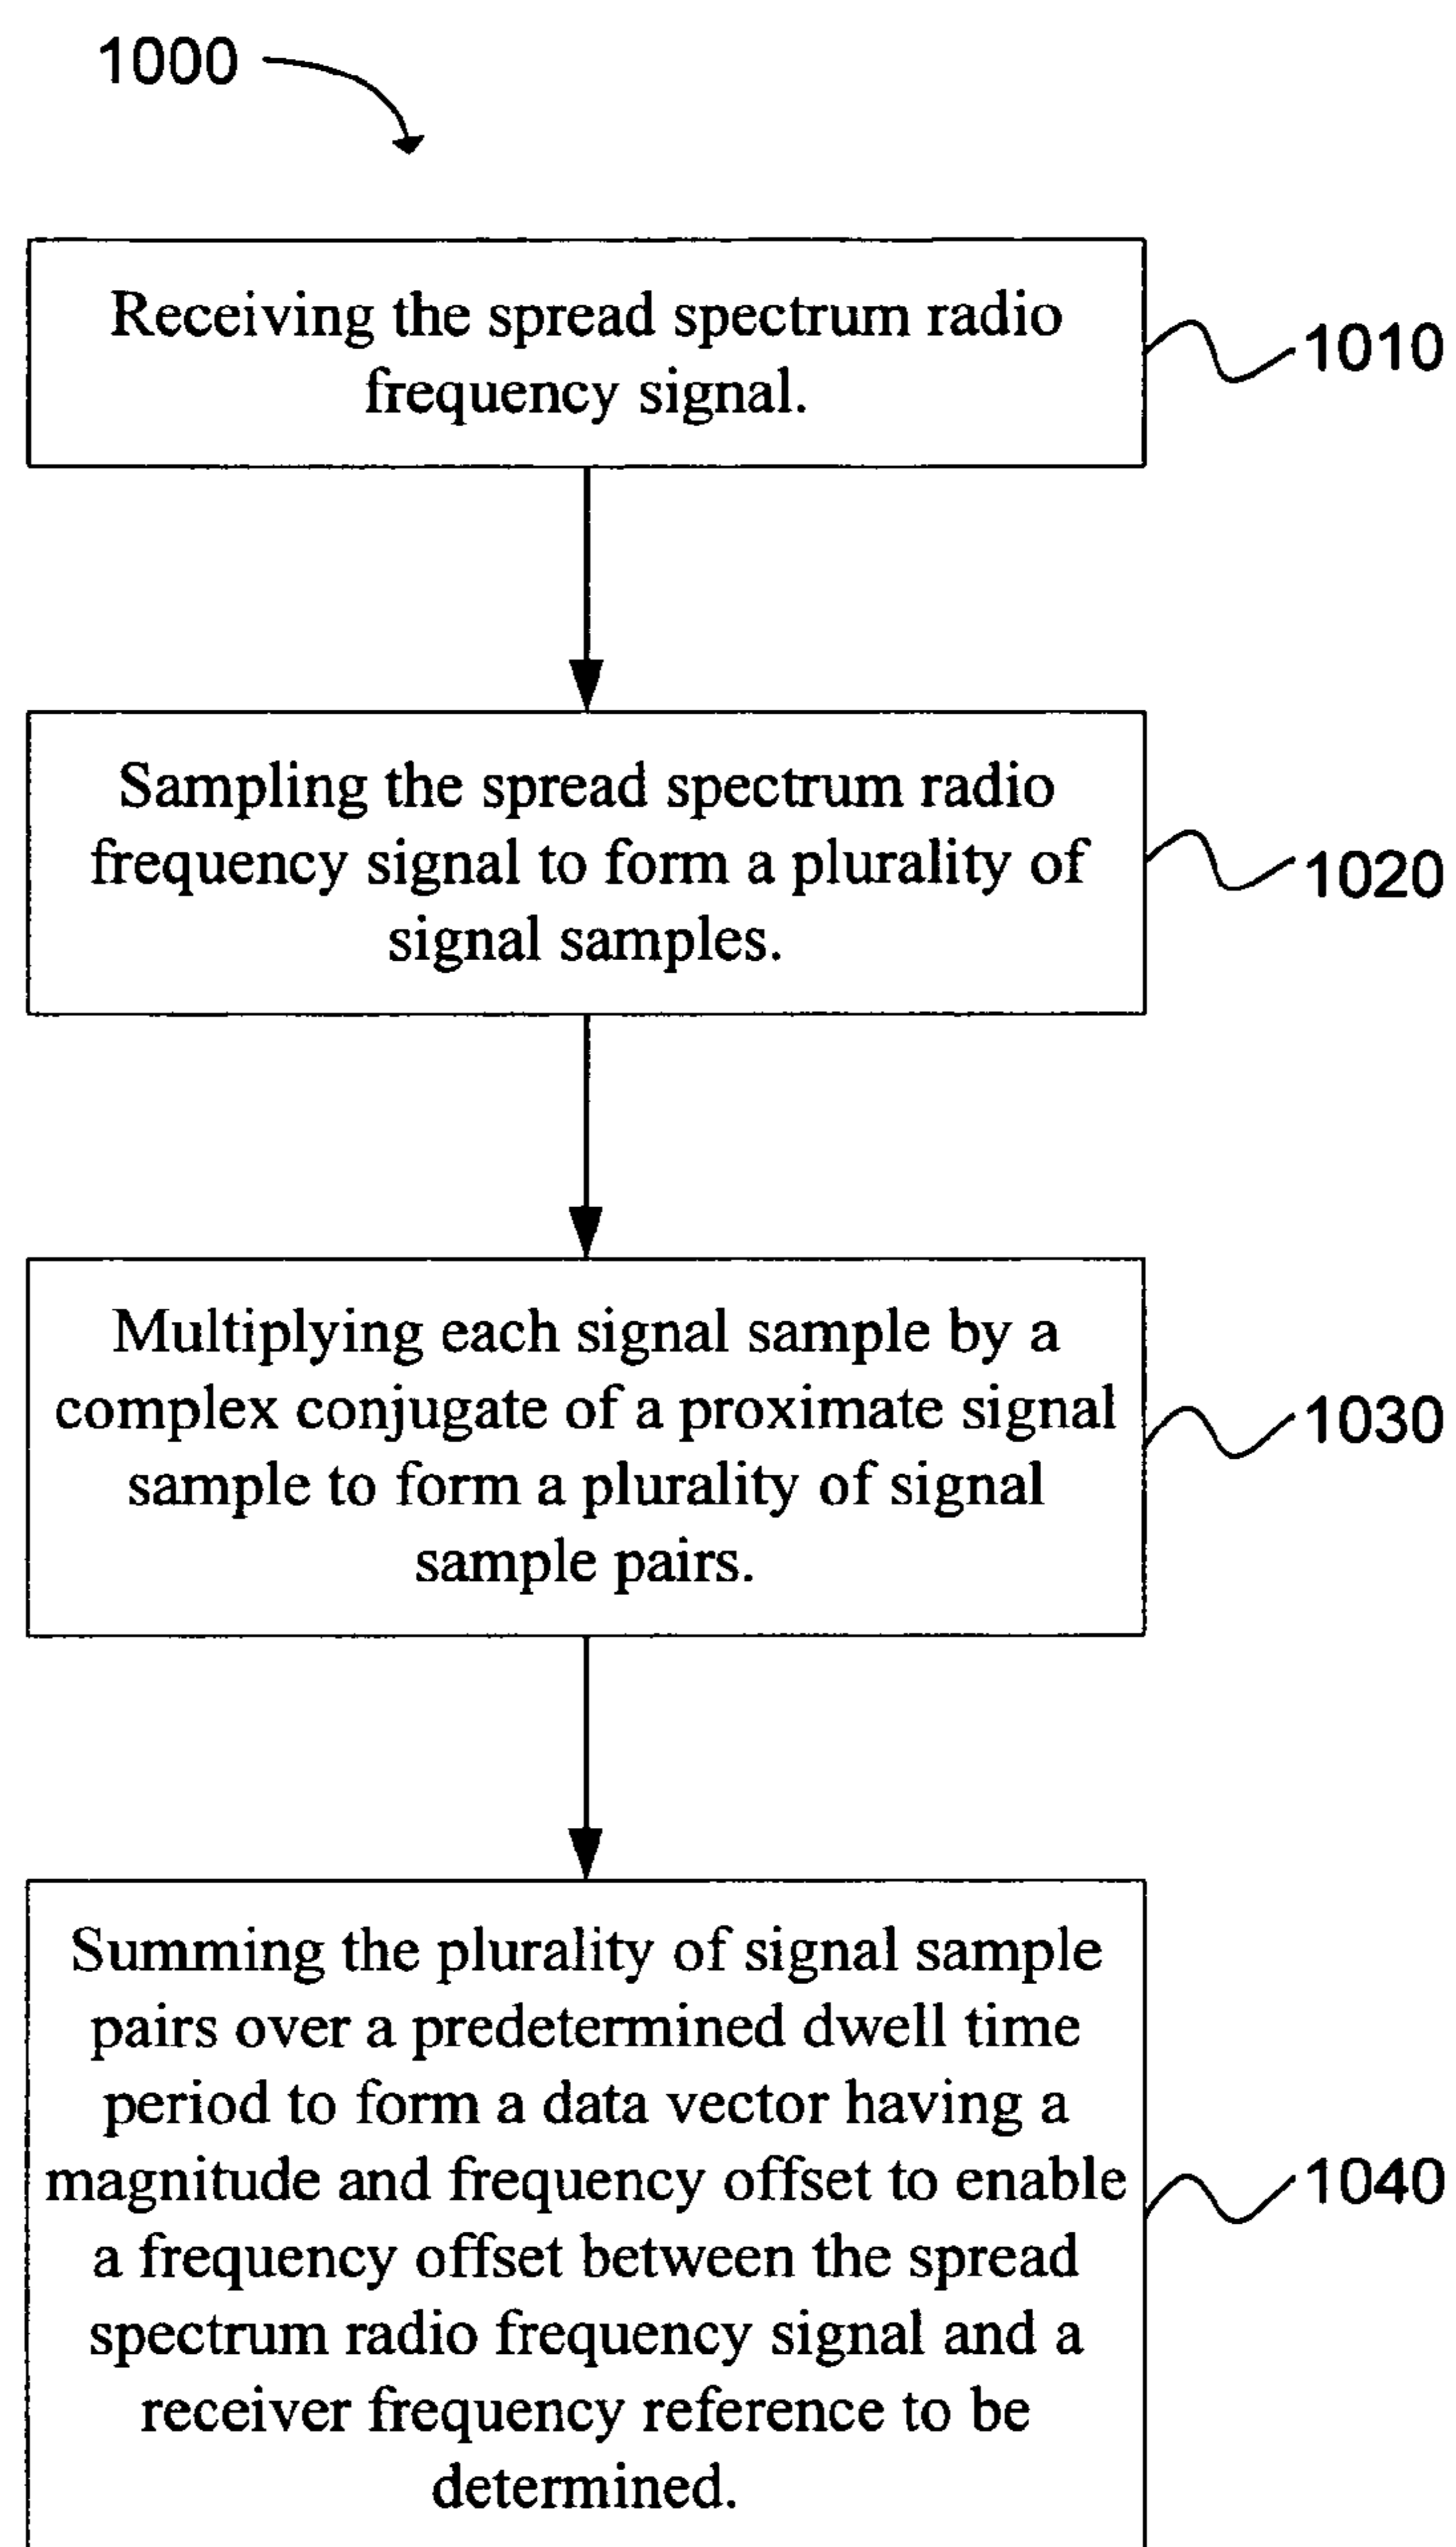 1000
Receiving the spread spectrum radio
frequency signal.
1010
Sampling the spread spectrum radio
frequency signal to form a plurality of
signal samples.
1020
Multiplying each signal sample by a
complex conjugate of a proximate signal
sample to form a plurality of signal
sample pairs.
1030
Summing the plurality of signal sample
pairs over a predetermined dwell time
period to form a data vector having a
magnitude and frequency offset to enable
a frequency offset between the spread
spectrum radio frequency signal and a
receiver frequency reference to be
determined.
1040